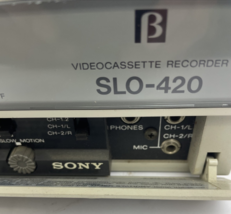 β
VIDEOCASSETTE RECORDER
SLO-420
CH-1/L
CH-2/R
SLOW MOTION
SONY
PHONES
CH-1/L
CH-2/R
MIC